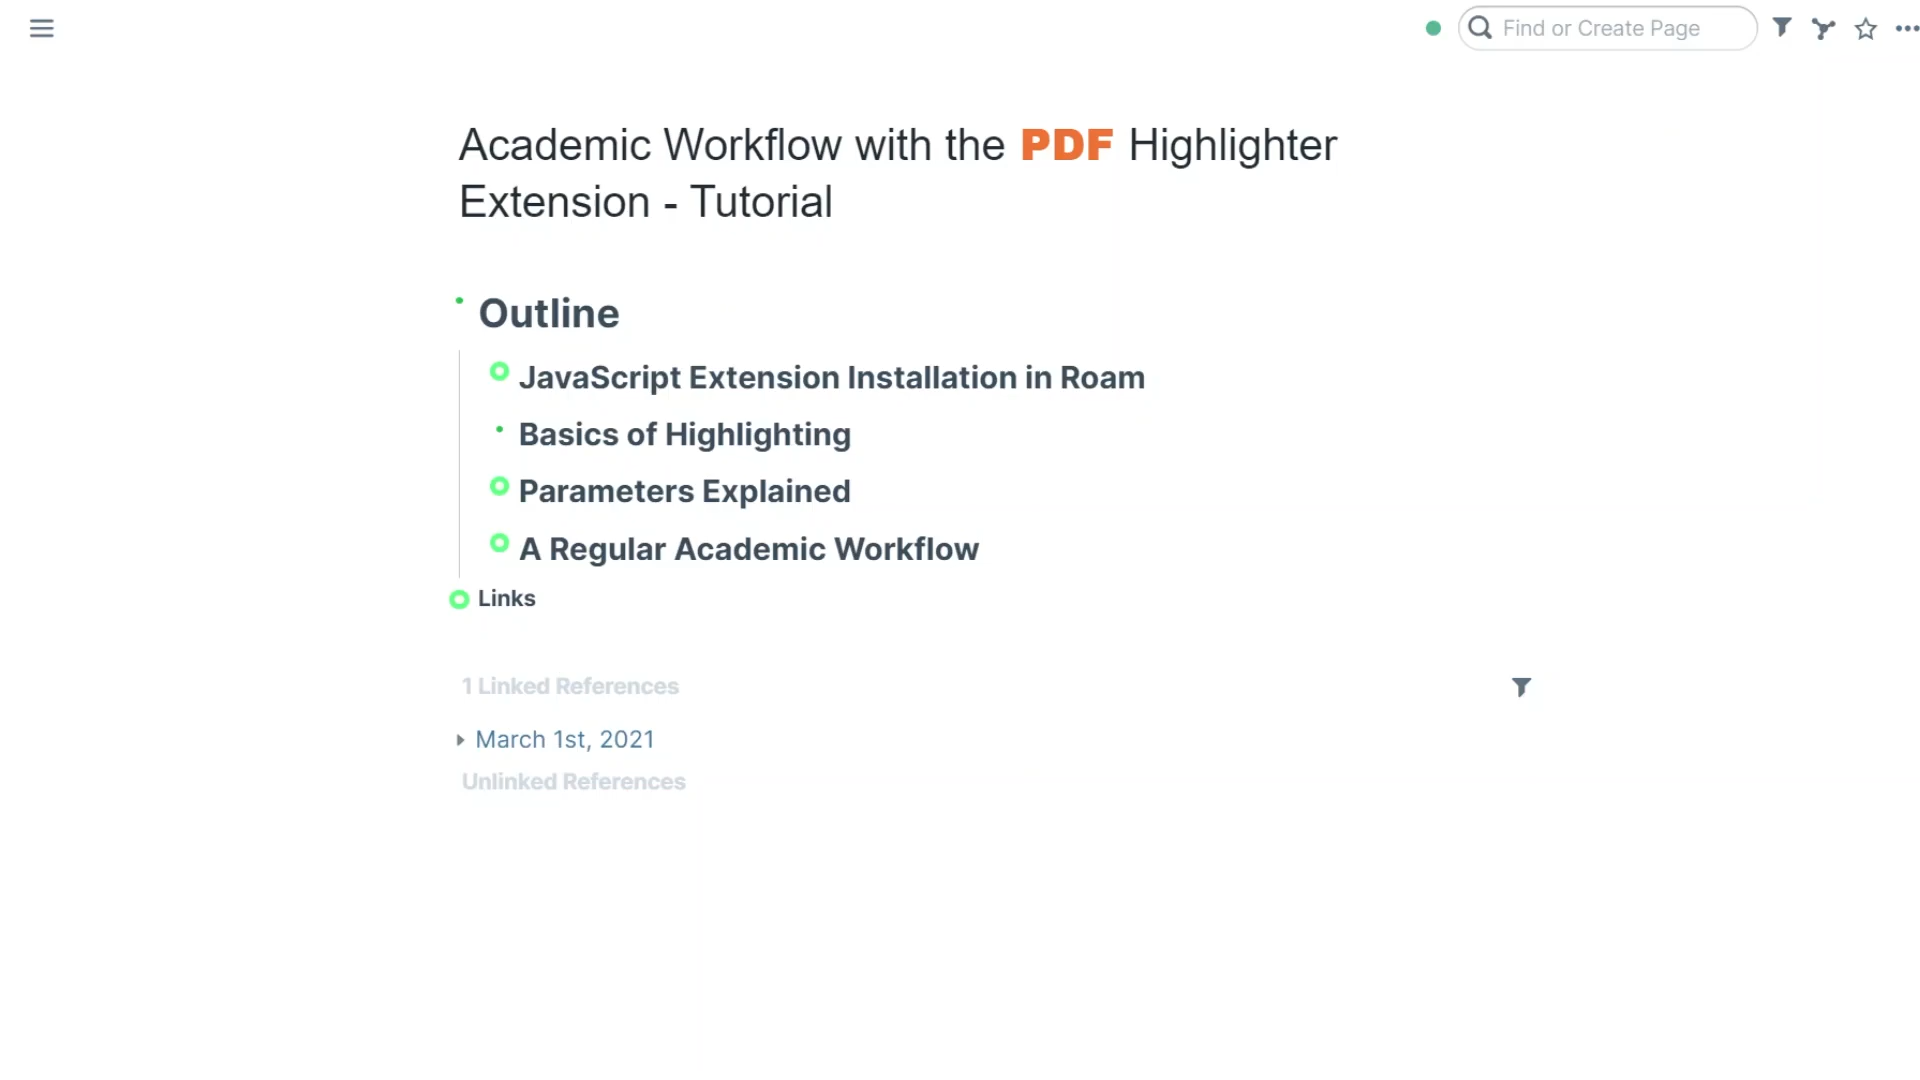 Find or Create Page
Academic Workflow with the PDF Highlighter
Extension - Tutorial
Outline
JavaScript Extension Installation in Roam
Basics of Highlighting
Parameters Explained
A Regular Academic Workflow
Links
1 Linked References
March 1st, 2021
Unlinked References